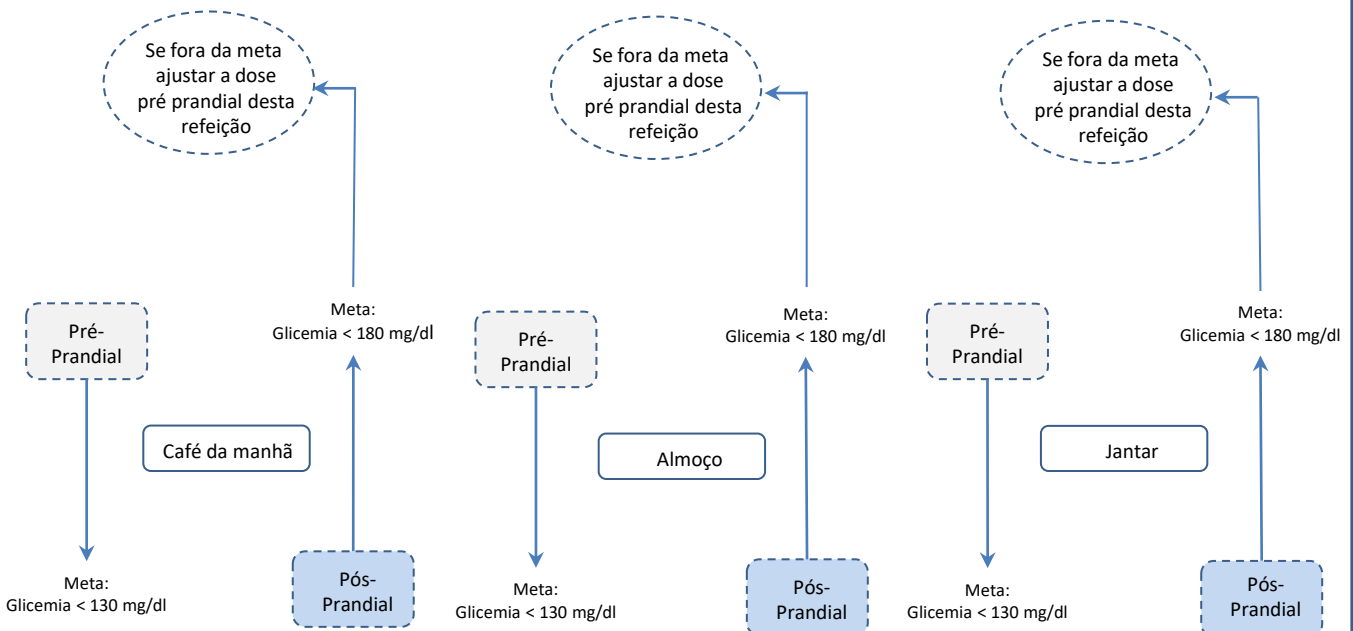 Se fora da meta
ajustar a dose
pré prandial desta
refeição
Se fora da meta
ajustar a dose
pré prandial desta
refeição
Se fora da meta
ajustar a dose
pré prandial desta
refeição
Pré-
Prandial
Meta:
Glicemia < 180 mg/dl
Pré-
Prandial
Meta:
Glicemia < 180 mg/dl
Pré-
Prandial
Meta:
Glicemia < 180 mg/dl
Café da manhã
Almoço
Jantar
Meta:
Glicemia < 130 mg/dl
Pós-
Prandial
Meta:
Glicemia < 130 mg/dl
Pós-
Prandial
Meta:
Glicemia < 130 mg/dl
Pós-
Prandial